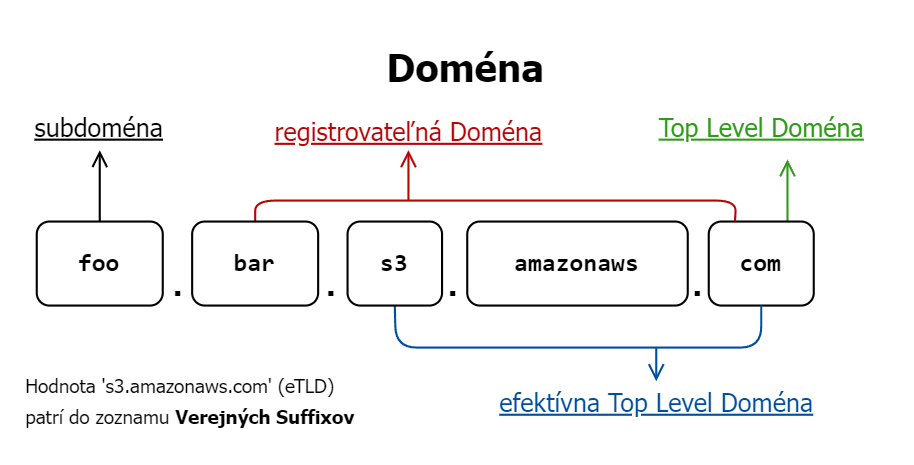 Doména
subdoména
registrovateľná Doména
Top Level Doména
foo . bar . s3 . amazonaws . com
Hodnota 's3.amazonaws.com' (eTLD)
patrí do zoznamu Verejných Suffixov
efektívna Top Level Doména